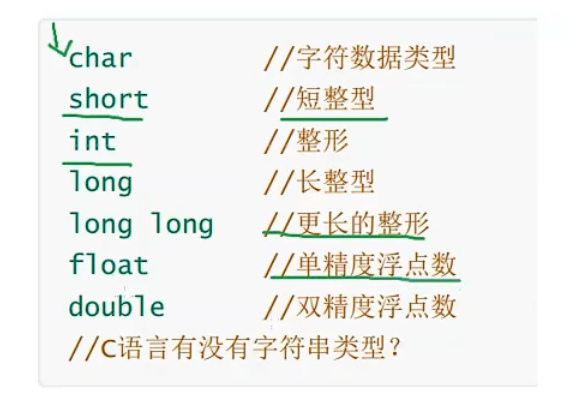 char //字符数据类型
short //短整型
int //整形
long //长整型
long long //更长的整形
float //单精度浮点数
double //双精度浮点数
//C语言有没有字符串类型？